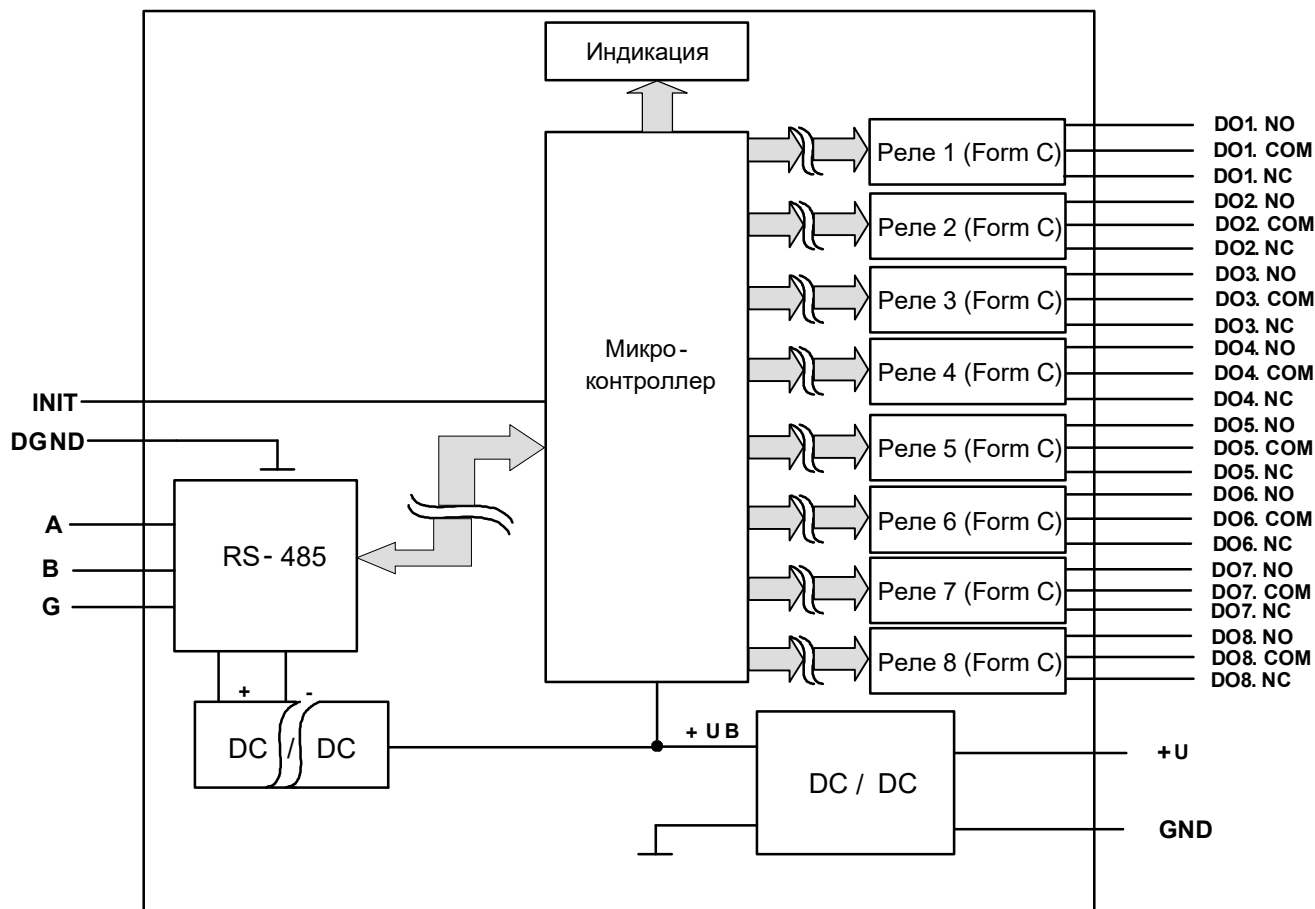 Индикация
Реле 1 (Form C)
DO1. NO
DO1. COM
DO1. NC
Реле 2 (Form C)
DO2. NO
DO2. COM
DO2. NC
Реле 3 (Form C)
DO3. NO
DO3. COM
DO3. NC
Реле 4 (Form C)
DO4. NO
DO4. COM
DO4. NC
Реле 5 (Form C)
DO5. NO
DO5. COM
DO5. NC
Реле 6 (Form C)
DO6. NO
DO6. COM
DO6. NC
Реле 7 (Form C)
DO7. NO
DO7. COM
DO7. NC
Реле 8 (Form C)
DO8. NO
DO8. COM
DO8. NC
Микро-
контроллер
INIT
DGND
A
B
G
RS- 485
+ -
DC / DC
+ U B
DC / DC
+U
GND